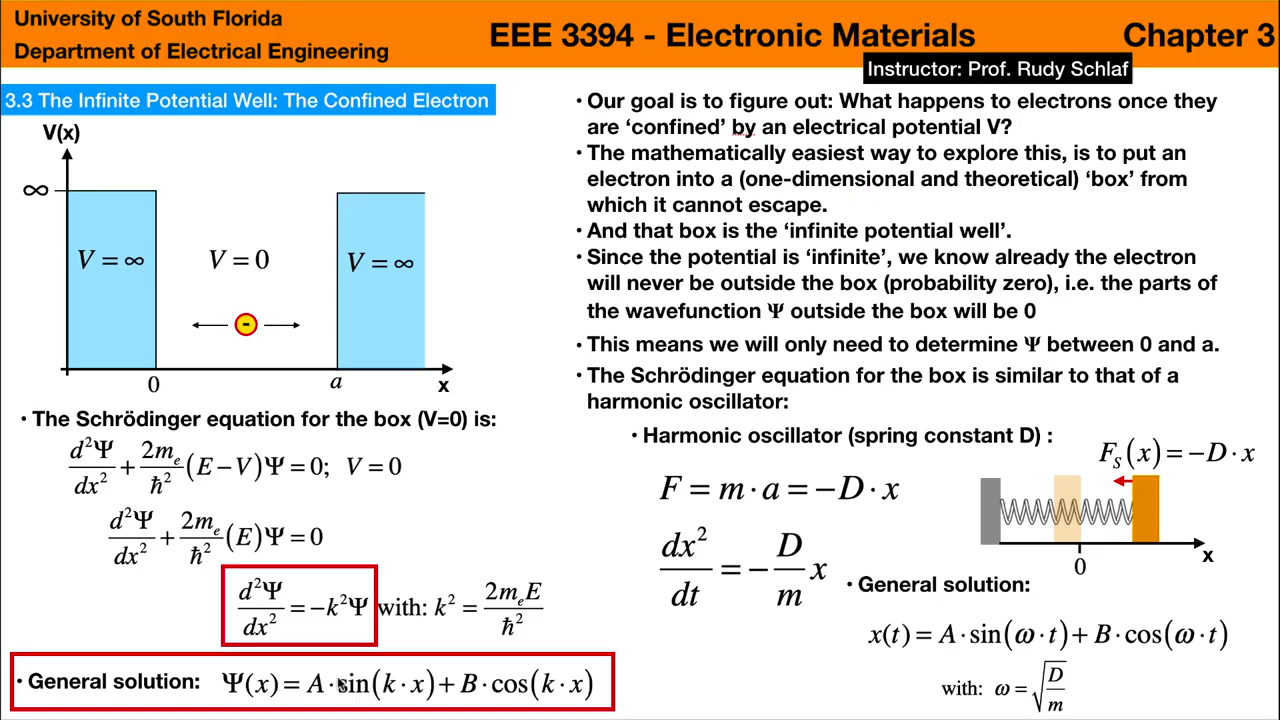 University of South Florida
Department of Electrical Engineering
EEE 3394 - Electronic Materials
Chapter 3
Instructor: Prof. Rudy Schlaf
3.3 The Infinite Potential Well: The Confined Electron
V(x)
∞
V = ∞
V = 0
V = ∞
-
0
a
x
• The Schrödinger equation for the box (V=0) is:
d²Ψ/dx² + 2mₑ/ħ² (E − V)Ψ = 0; V = 0
d²Ψ/dx² + 2mₑ/ħ² (E)Ψ = 0
d²Ψ/dx² = −k²Ψ with: k² = 2mₑE/ħ²
• General solution: Ψ(x) = A · sin(k · x) + B · cos(k · x)
• Our goal is to figure out: What happens to electrons once they
are ‘confined’ by an electrical potential V?
• The mathematically easiest way to explore this, is to put an
electron into a (one-dimensional and theoretical) ‘box’ from
which it cannot escape.
• And that box is the ‘infinite potential well’.
• Since the potential is ‘infinite’, we know already the electron
will never be outside the box (probability zero), i.e. the parts of
the wavefunction Ψ outside the box will be 0
• This means we will only need to determine Ψ between 0 and a.
• The Schrödinger equation for the box is similar to that of a
harmonic oscillator:
• Harmonic oscillator (spring constant D) :
F_S(x) = −D · x
F = m · a = −D · x
dx²/dt = − D/m x
x
0
• General solution:
x(t) = A · sin(ω · t) + B · cos(ω · t)
with: ω = √(D/m)